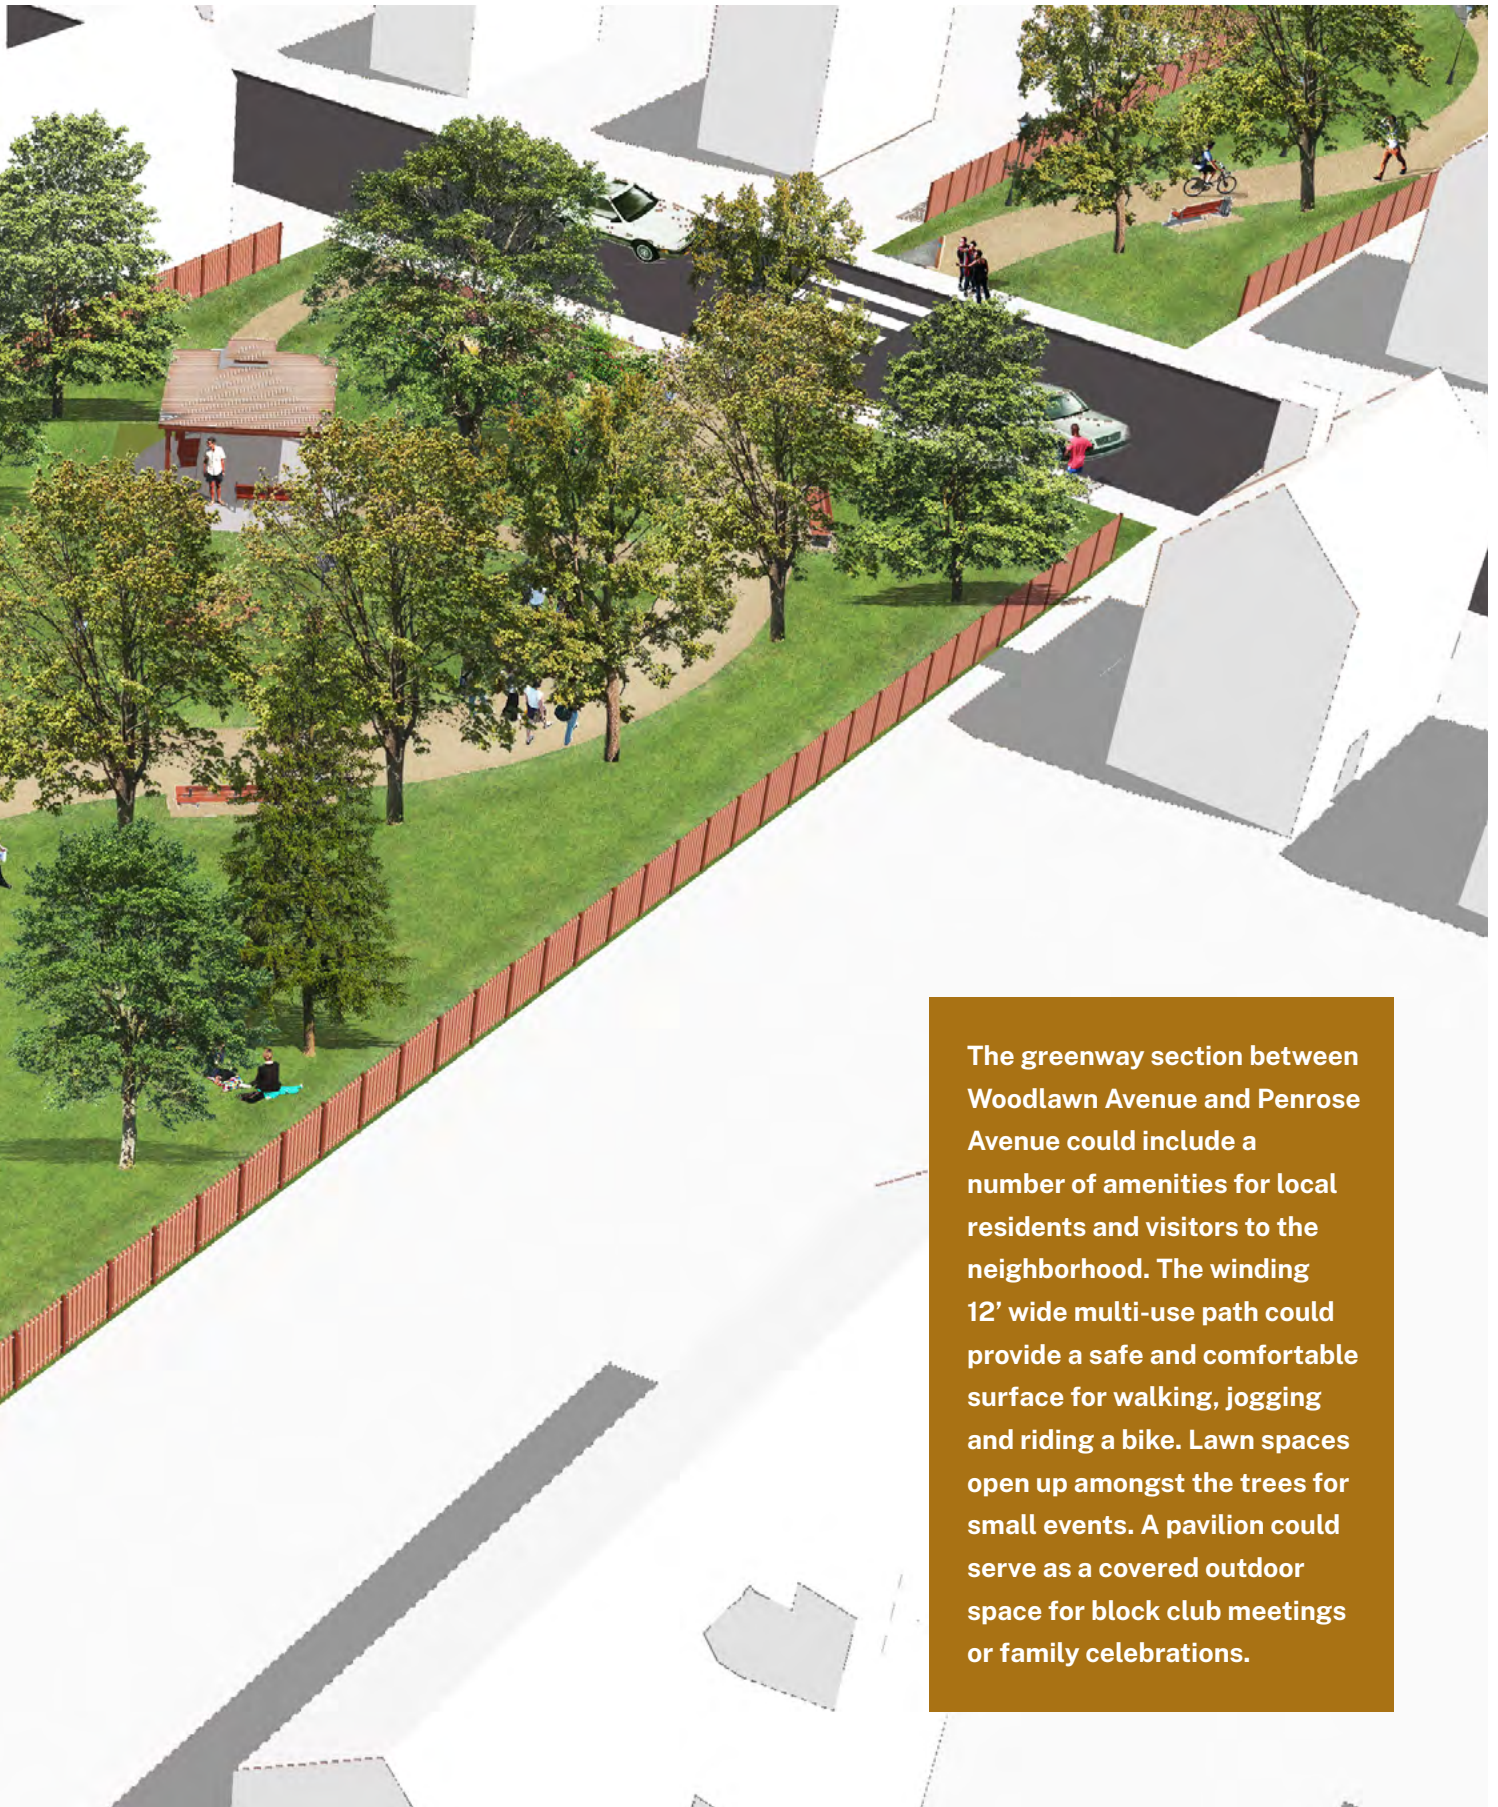 The greenway section between
Woodlawn Avenue and Penrose
Avenue could include a
number of amenities for local
residents and visitors to the
neighborhood. The winding
12’ wide multi-use path could
provide a safe and comfortable
surface for walking, jogging
and riding a bike. Lawn spaces
open up amongst the trees for
small events. A pavilion could
serve as a covered outdoor
space for block club meetings
or family celebrations.